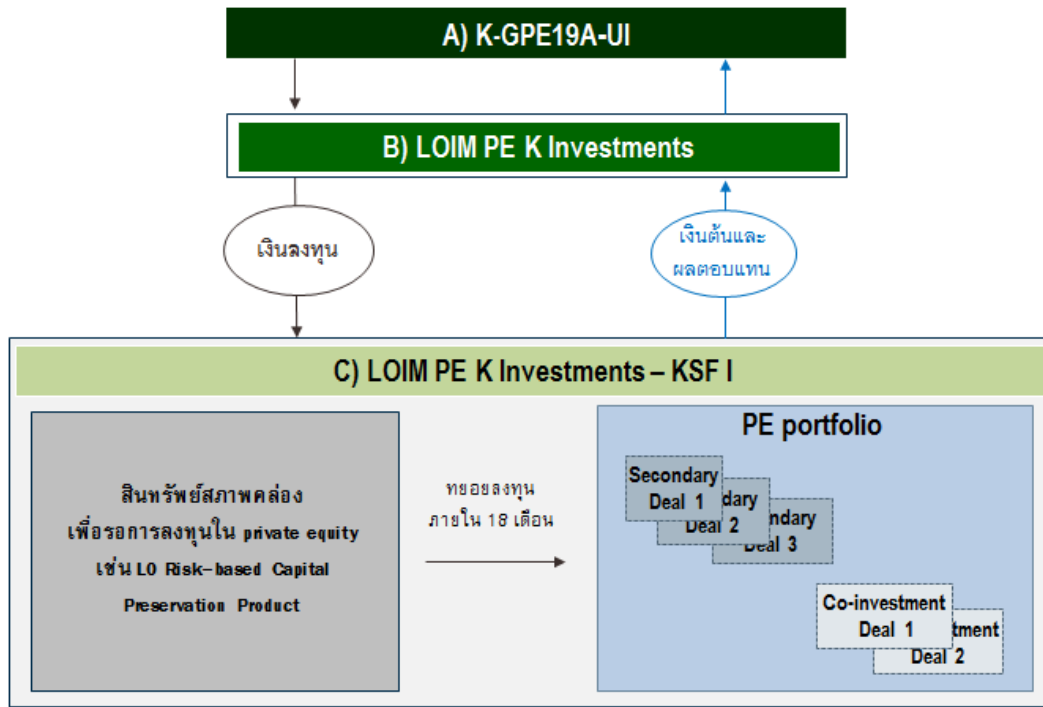 A) K-GPE19A-UI
B) LOIM PE K Investments
เงินลงทุน
เงินต้นและ
ผลตอบแทน
C) LOIM PE K Investments – KSF I
สินทรัพย์สภาพคล่อง
เพื่อรอการลงทุนใน private equity
เช่น LO Risk-based Capital
Preservation Product
ทยอยลงทุน
ภายใน 18 เดือน
PE portfolio
Secondary
Deal 1
dary
Deal 2
ndary
Deal 3
Co-investment
Deal 1
tment
Deal 2